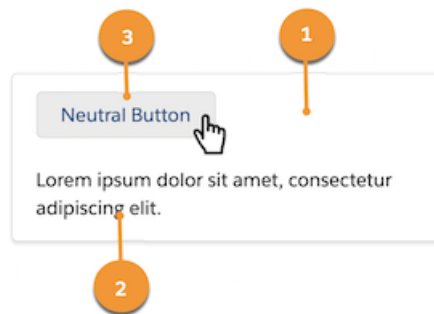 3
1
Neutral Button
Lorem ipsum dolor sit amet, consectetur
adipiscing elit.
2